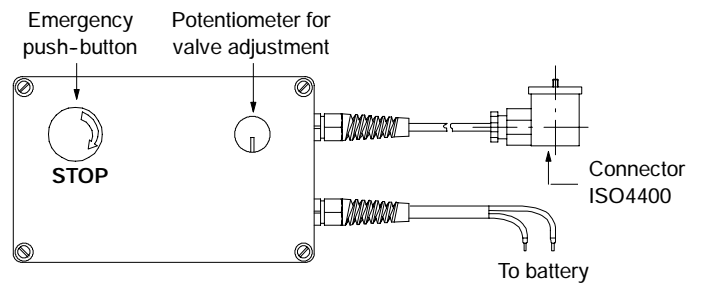 Emergency
push-button
Potentiometer for
valve adjustment
STOP
Connector
ISO4400
To battery